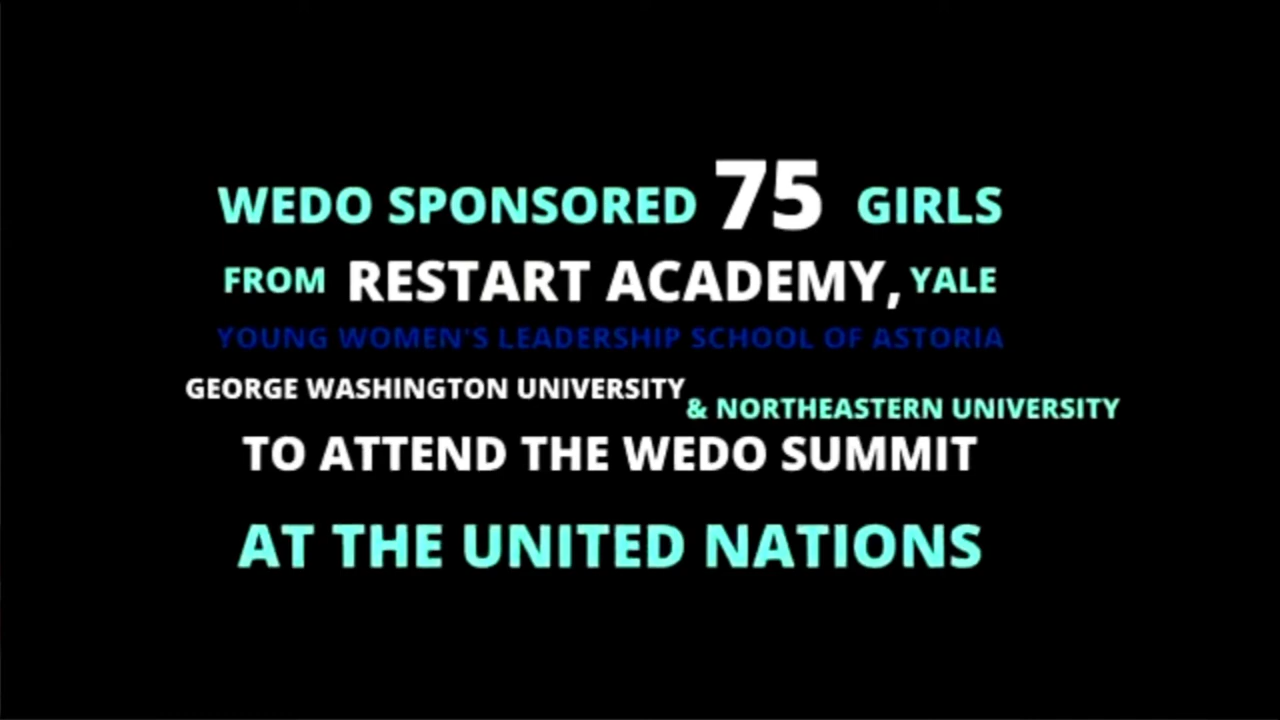 WEDO SPONSORED 75 GIRLS
FROM RESTART ACADEMY, YALE
YOUNG WOMEN'S LEADERSHIP SCHOOL OF ASTORIA
GEORGE WASHINGTON UNIVERSITY
& NORTHEASTERN UNIVERSITY
TO ATTEND THE WEDO SUMMIT
AT THE UNITED NATIONS